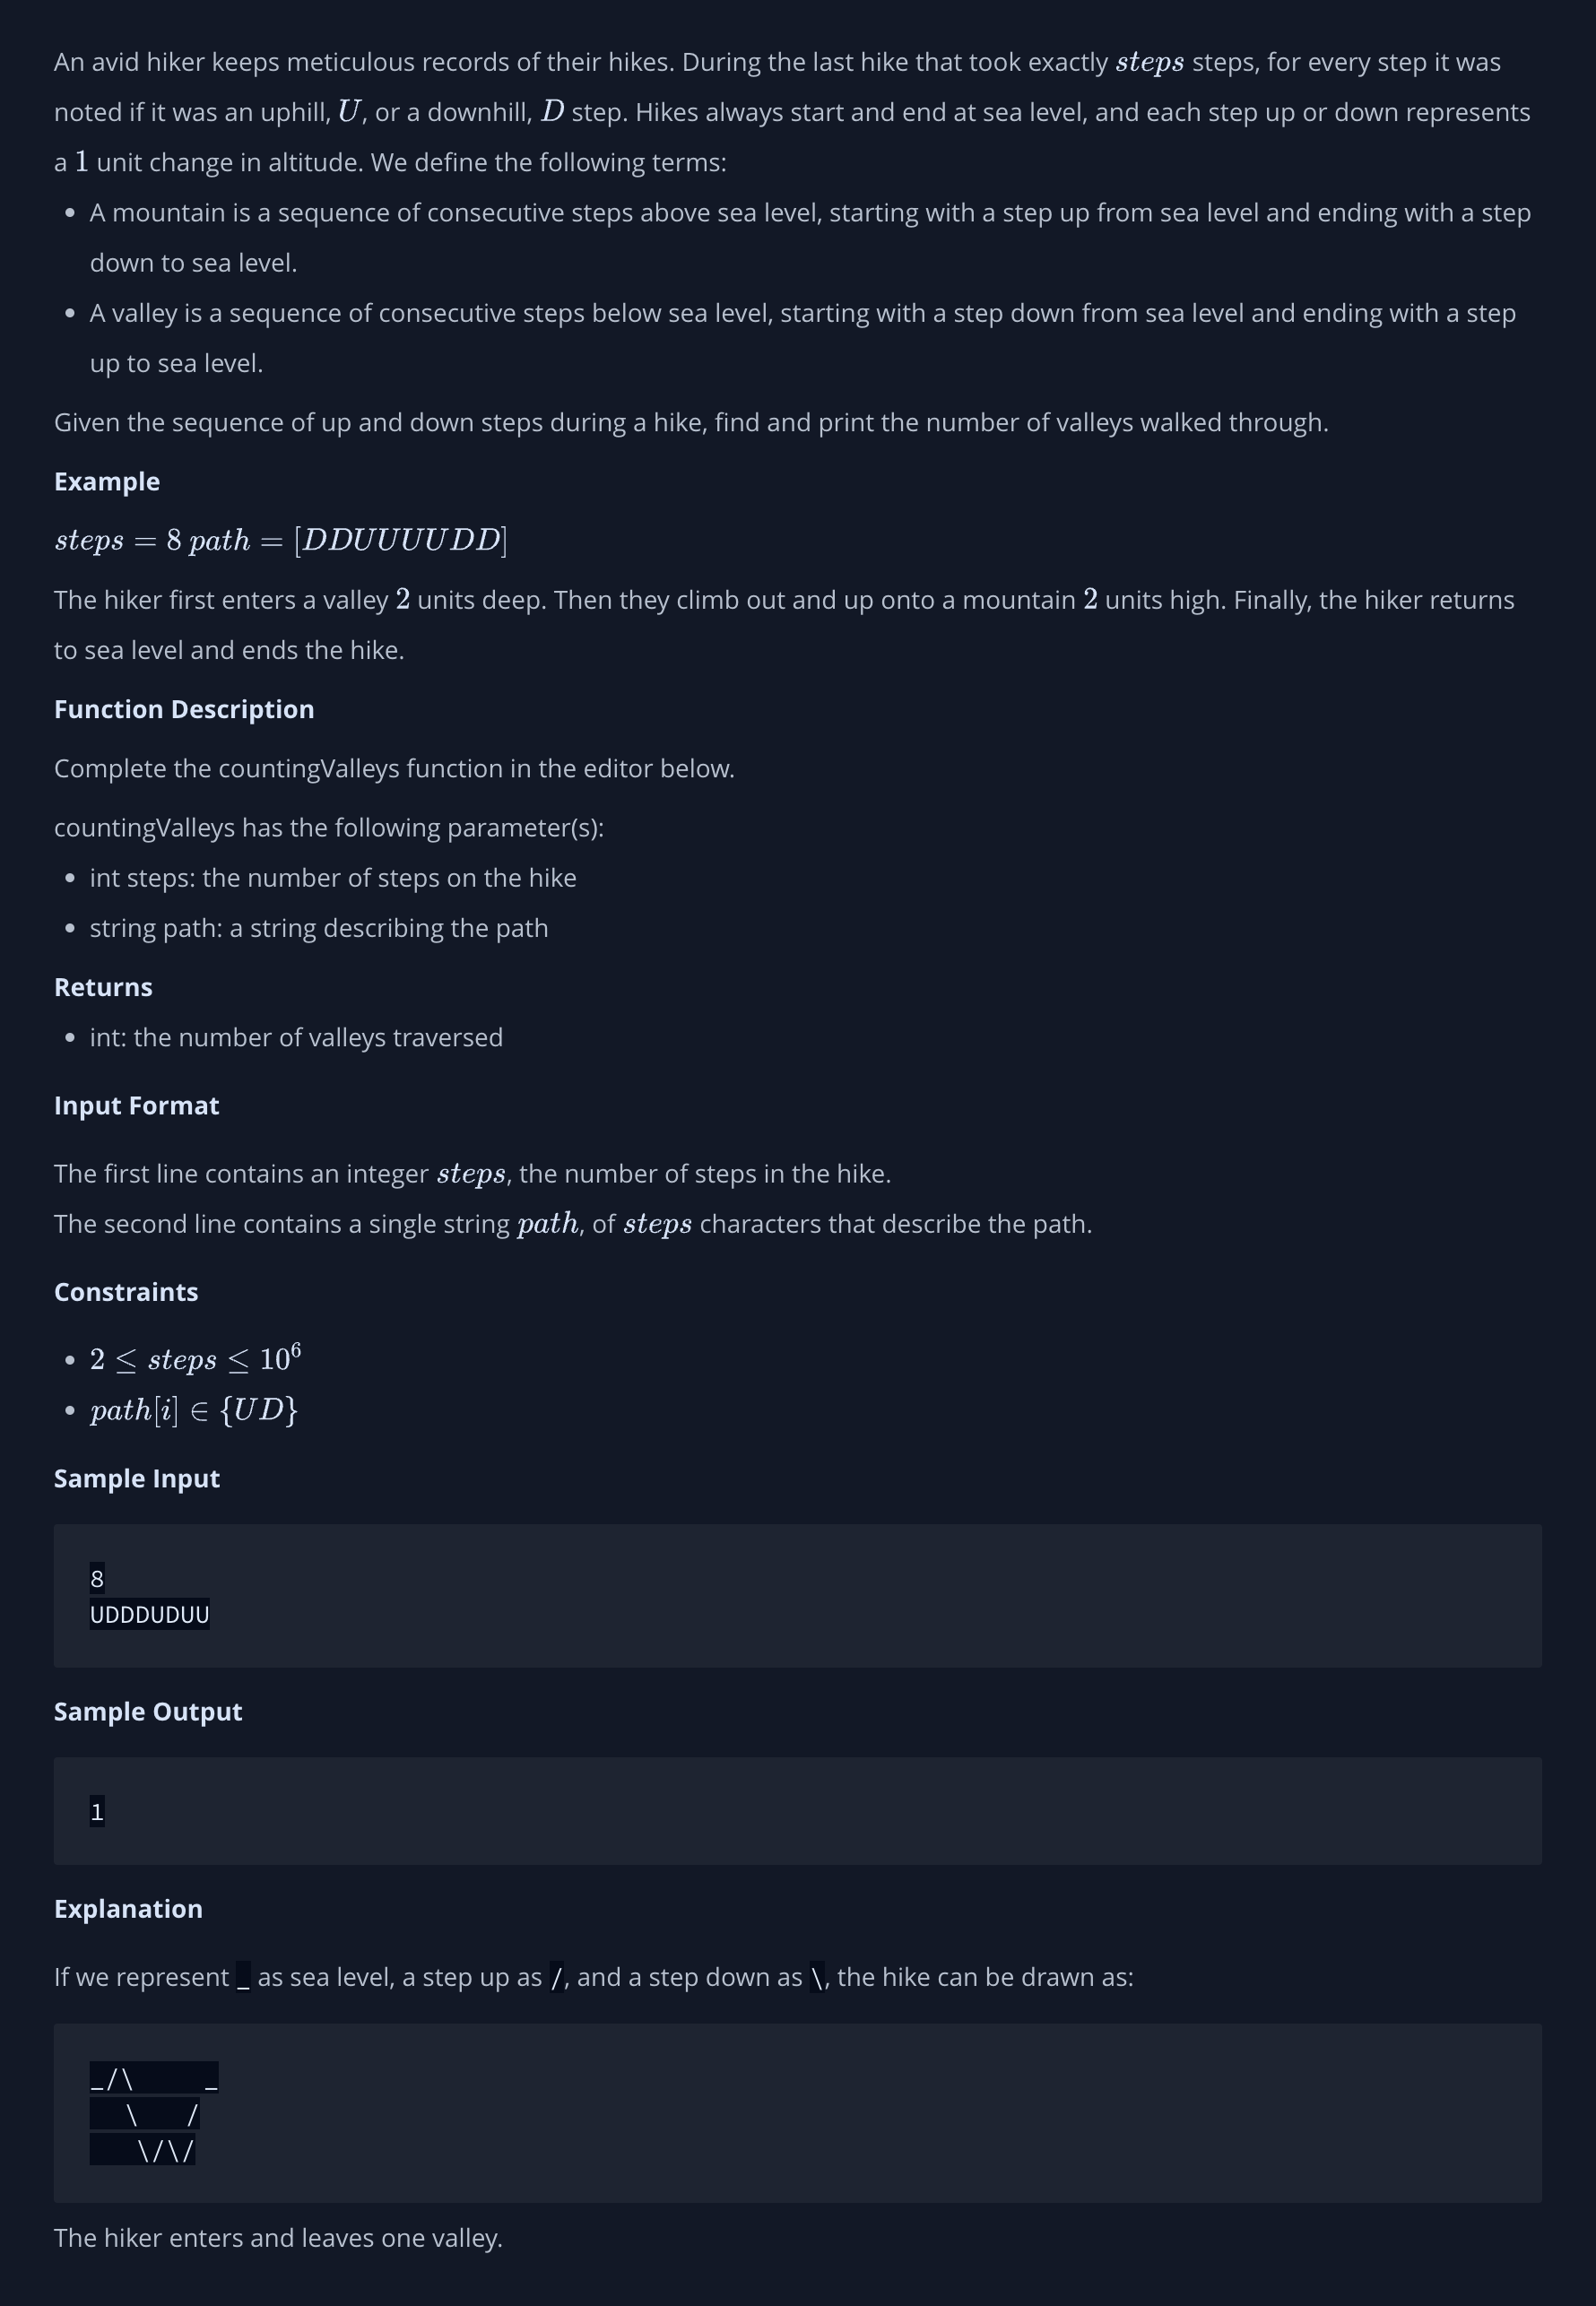 An avid hiker keeps meticulous records of their hikes. During the last hike that took exactly steps steps, for every step it was
noted if it was an uphill, U, or a downhill, D step. Hikes always start and end at sea level, and each step up or down represents
a 1 unit change in altitude. We define the following terms:
• A mountain is a sequence of consecutive steps above sea level, starting with a step up from sea level and ending with a step
down to sea level.
• A valley is a sequence of consecutive steps below sea level, starting with a step down from sea level and ending with a step
up to sea level.
Given the sequence of up and down steps during a hike, find and print the number of valleys walked through.
Example
steps = 8 path = [DDUUUUDD]
The hiker first enters a valley 2 units deep. Then they climb out and up onto a mountain 2 units high. Finally, the hiker returns
to sea level and ends the hike.
Function Description
Complete the countingValleys function in the editor below.
countingValleys has the following parameter(s):
• int steps: the number of steps on the hike
• string path: a string describing the path
Returns
• int: the number of valleys traversed
Input Format
The first line contains an integer steps, the number of steps in the hike.
The second line contains a single string path, of steps characters that describe the path.
Constraints
• 2 ≤ steps ≤ 10⁶
• path[i] ∈ {UD}
Sample Input
8
UDDDUDUU
Sample Output
1
Explanation
If we represent _ as sea level, a step up as /, and a step down as \, the hike can be drawn as:
_/\      _
   \    /
    \/\/
The hiker enters and leaves one valley.